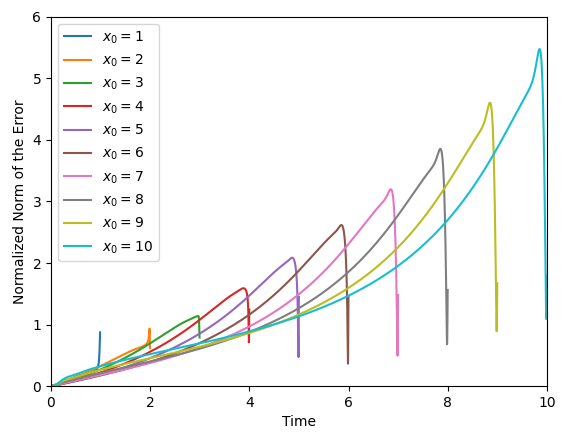 6
5
4
3
2
1
0
Normalized Norm of the Error
x₀ = 1
x₀ = 2
x₀ = 3
x₀ = 4
x₀ = 5
x₀ = 6
x₀ = 7
x₀ = 8
x₀ = 9
x₀ = 10
0 2 4 6 8 10
Time